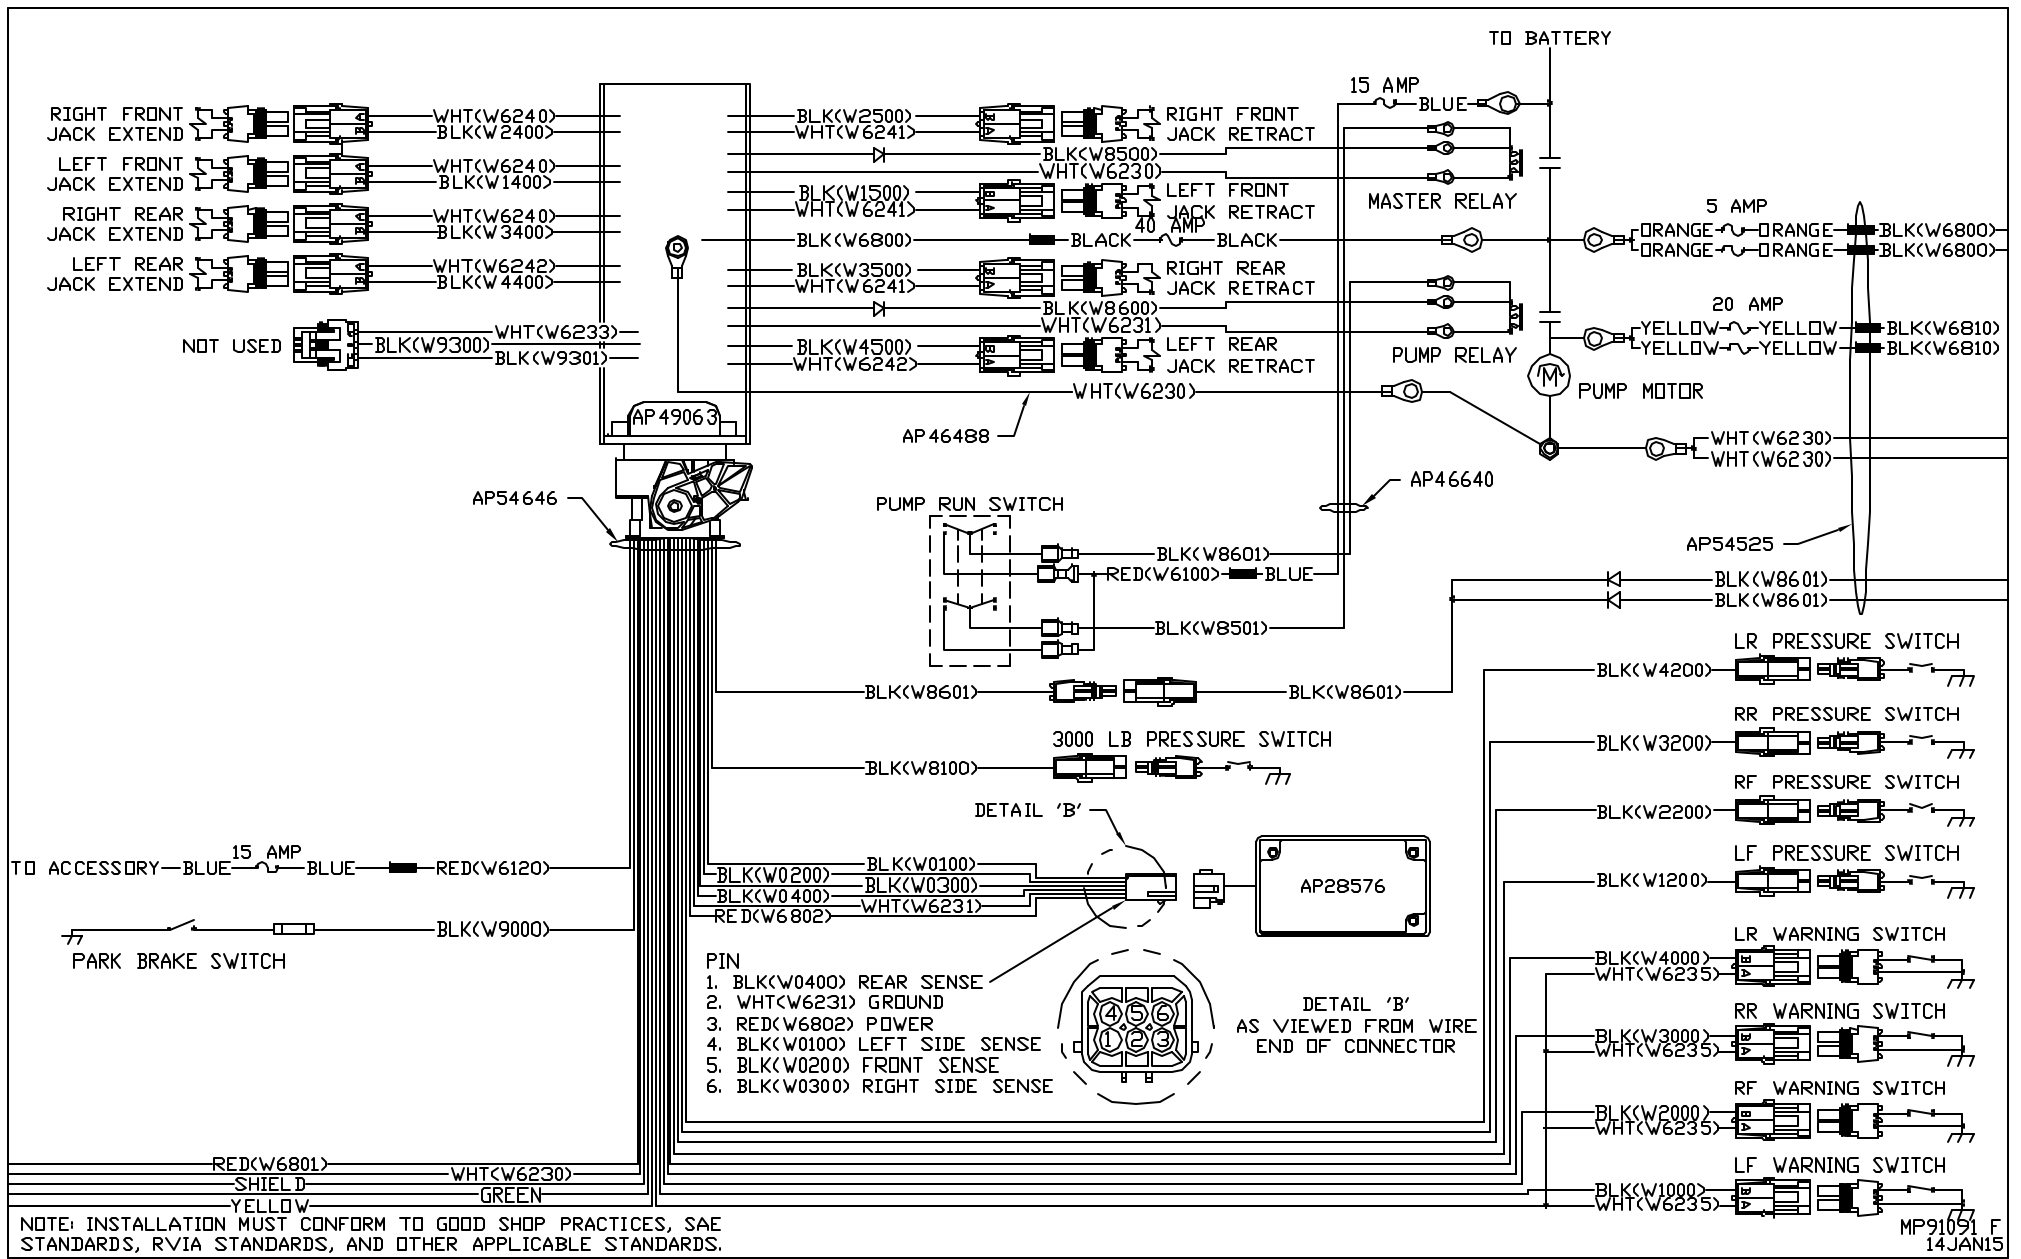 TO BATTERY
15 AMP
BLUE
RIGHT FRONT
JACK EXTEND
WHT(W6240)
BLK(W2400)
BLK(W2500)
WHT(W6241)
B
A
RIGHT FRONT
JACK RETRACT
LEFT FRONT
JACK EXTEND
WHT(W6240)
BLK(W1400)
BLK(W8500)
WHT(W6230)
BLK(W1500)
WHT(W6241)
LEFT FRONT
JACK RETRACT
MASTER RELAY
RIGHT REAR
JACK EXTEND
WHT(W6240)
BLK(W3400)
BLK(W6800)
BLACK
40 AMP
BLACK
5 AMP
ORANGE
ORANGE
BLK(W6800)
ORANGE
ORANGE
BLK(W6800)
LEFT REAR
JACK EXTEND
WHT(W6242)
BLK(W4400)
BLK(W3500)
WHT(W6241)
RIGHT REAR
JACK RETRACT
BLK(W8600)
WHT(W6231)
20 AMP
YELLOW
YELLOW
BLK(W6810)
YELLOW
YELLOW
BLK(W6810)
NOT USED
WHT(W6233)
BLK(W9300)
BLK(W9301)
BLK(W4500)
WHT(W6242)
LEFT REAR
JACK RETRACT
PUMP RELAY
M
PUMP MOTOR
WHT(W6230)
AP49063
AP46488
WHT(W6230)
WHT(W6230)
AP54646
AP46640
AP54525
PUMP RUN SWITCH
BLK(W8601)
RED(W6100)
BLUE
BLK(W8501)
BLK(W8601)
BLK(W8601)
BLK(W8601)
BLK(W8601)
LR PRESSURE SWITCH
BLK(W4200)
RR PRESSURE SWITCH
BLK(W3200)
3000 LB PRESSURE SWITCH
BLK(W8100)
RF PRESSURE SWITCH
BLK(W2200)
DETAIL 'B'
LF PRESSURE SWITCH
BLK(W1200)
TO ACCESSORY
BLUE
15 AMP
BLUE
RED(W6120)
BLK(W0100)
BLK(W0200)
BLK(W0300)
BLK(W0400)
WHT(W6231)
RED(W6802)
AP28576
BLK(W9000)
PARK BRAKE SWITCH
LR WARNING SWITCH
BLK(W4000)
WHT(W6235)
B
A
PIN
1. BLK(W0400) REAR SENSE
2. WHT(W6231) GROUND
3. RED(W6802) POWER
4. BLK(W0100) LEFT SIDE SENSE
5. BLK(W0200) FRONT SENSE
6. BLK(W0300) RIGHT SIDE SENSE
4 5 6
1 2 3
DETAIL 'B'
AS VIEWED FROM WIRE
END OF CONNECTOR
RR WARNING SWITCH
BLK(W3000)
WHT(W6235)
B
A
RF WARNING SWITCH
BLK(W2000)
WHT(W6235)
B
A
LF WARNING SWITCH
BLK(W1000)
WHT(W6235)
B
A
RED(W6801)
WHT(W6230)
SHIELD
GREEN
YELLOW
NOTE: INSTALLATION MUST CONFORM TO GOOD SHOP PRACTICES, SAE
STANDARDS, RVIA STANDARDS, AND OTHER APPLICABLE STANDARDS.
MP91091 F
14JAN15